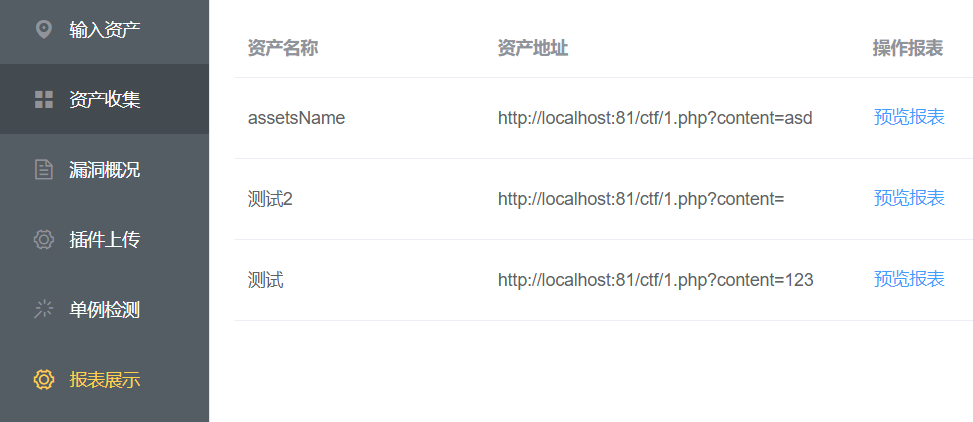 输入资产
资产收集
漏洞概况
插件上传
单例检测
报表展示
资产名称 资产地址 操作报表
assetsName http://localhost:81/ctf/1.php?content=asd 预览报表
测试2 http://localhost:81/ctf/1.php?content= 预览报表
测试 http://localhost:81/ctf/1.php?content=123 预览报表